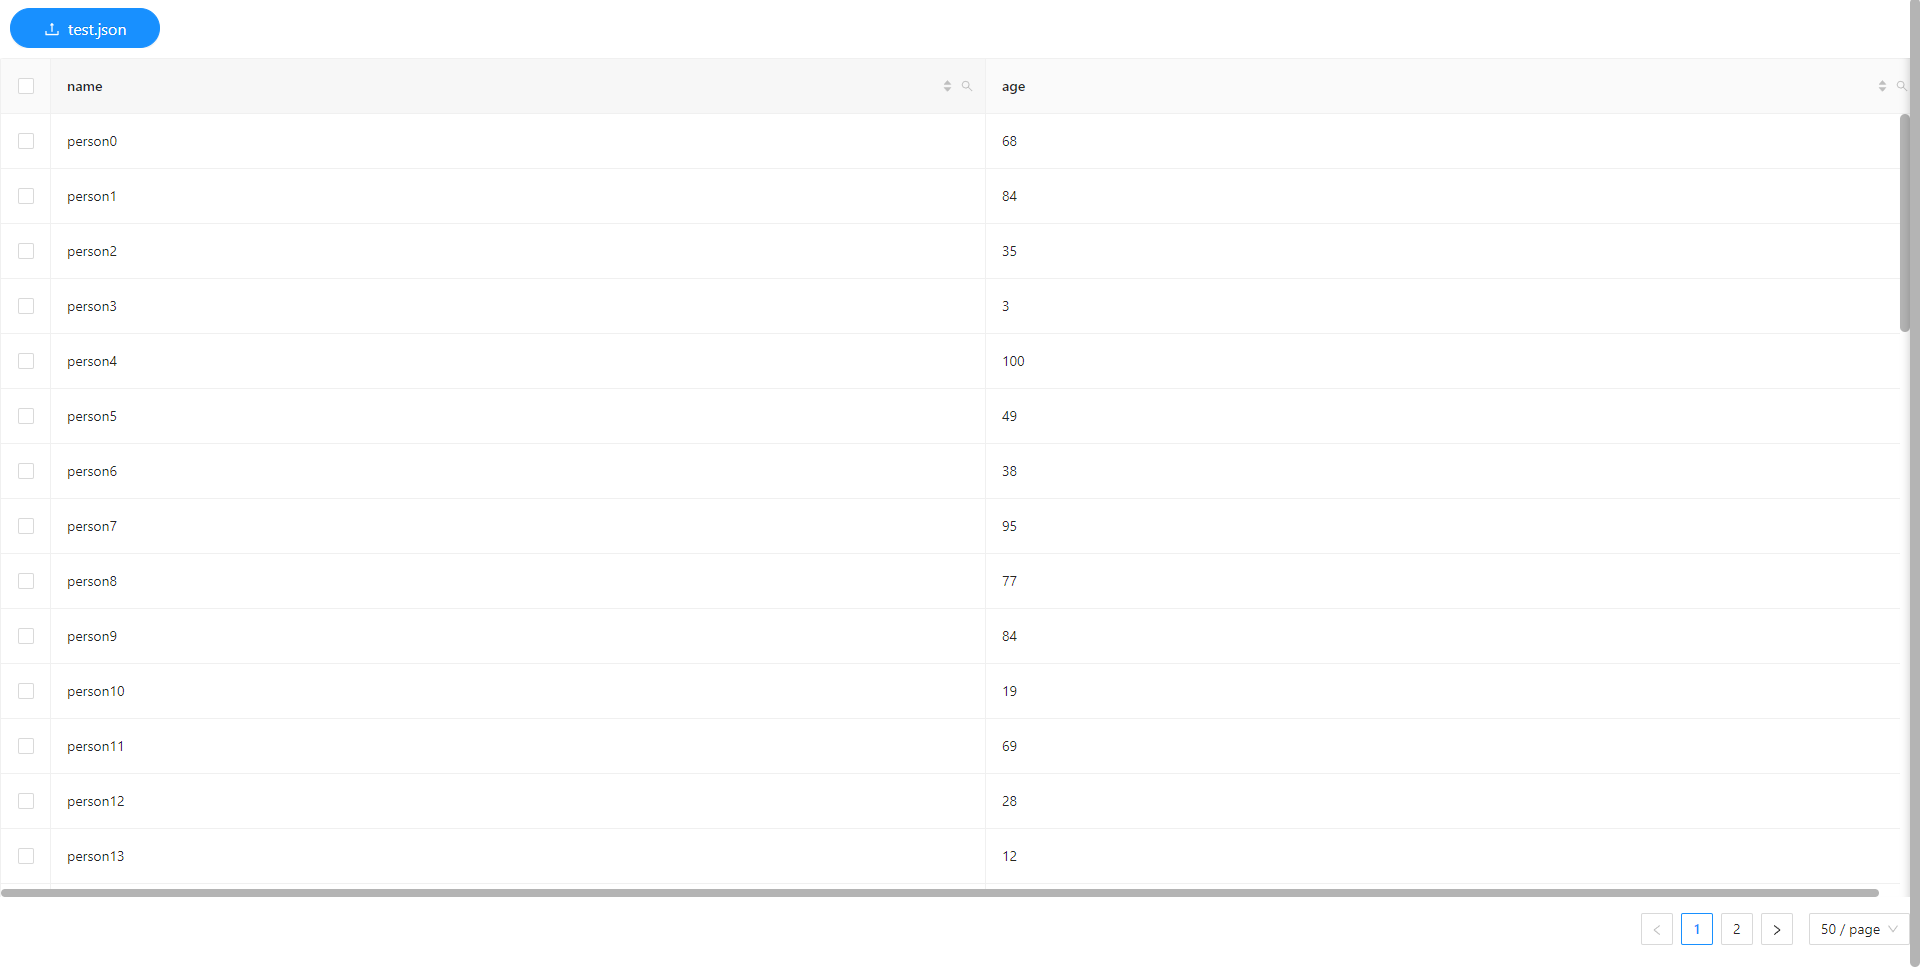 test.json
name age
person0 68
person1 84
person2 35
person3 3
person4 100
person5 49
person6 38
person7 95
person8 77
person9 84
person10 19
person11 69
person12 28
person13 12
1 2 50 / page